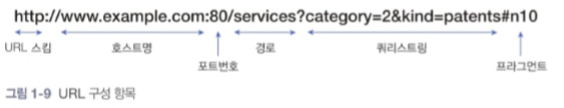 http://www.example.com:80/services?category=2&kind=patents#n10
URL 스킴 호스트명 경로 쿼리스트링
포트번호 프라그먼트
그림 1-9 URL 구성 항목